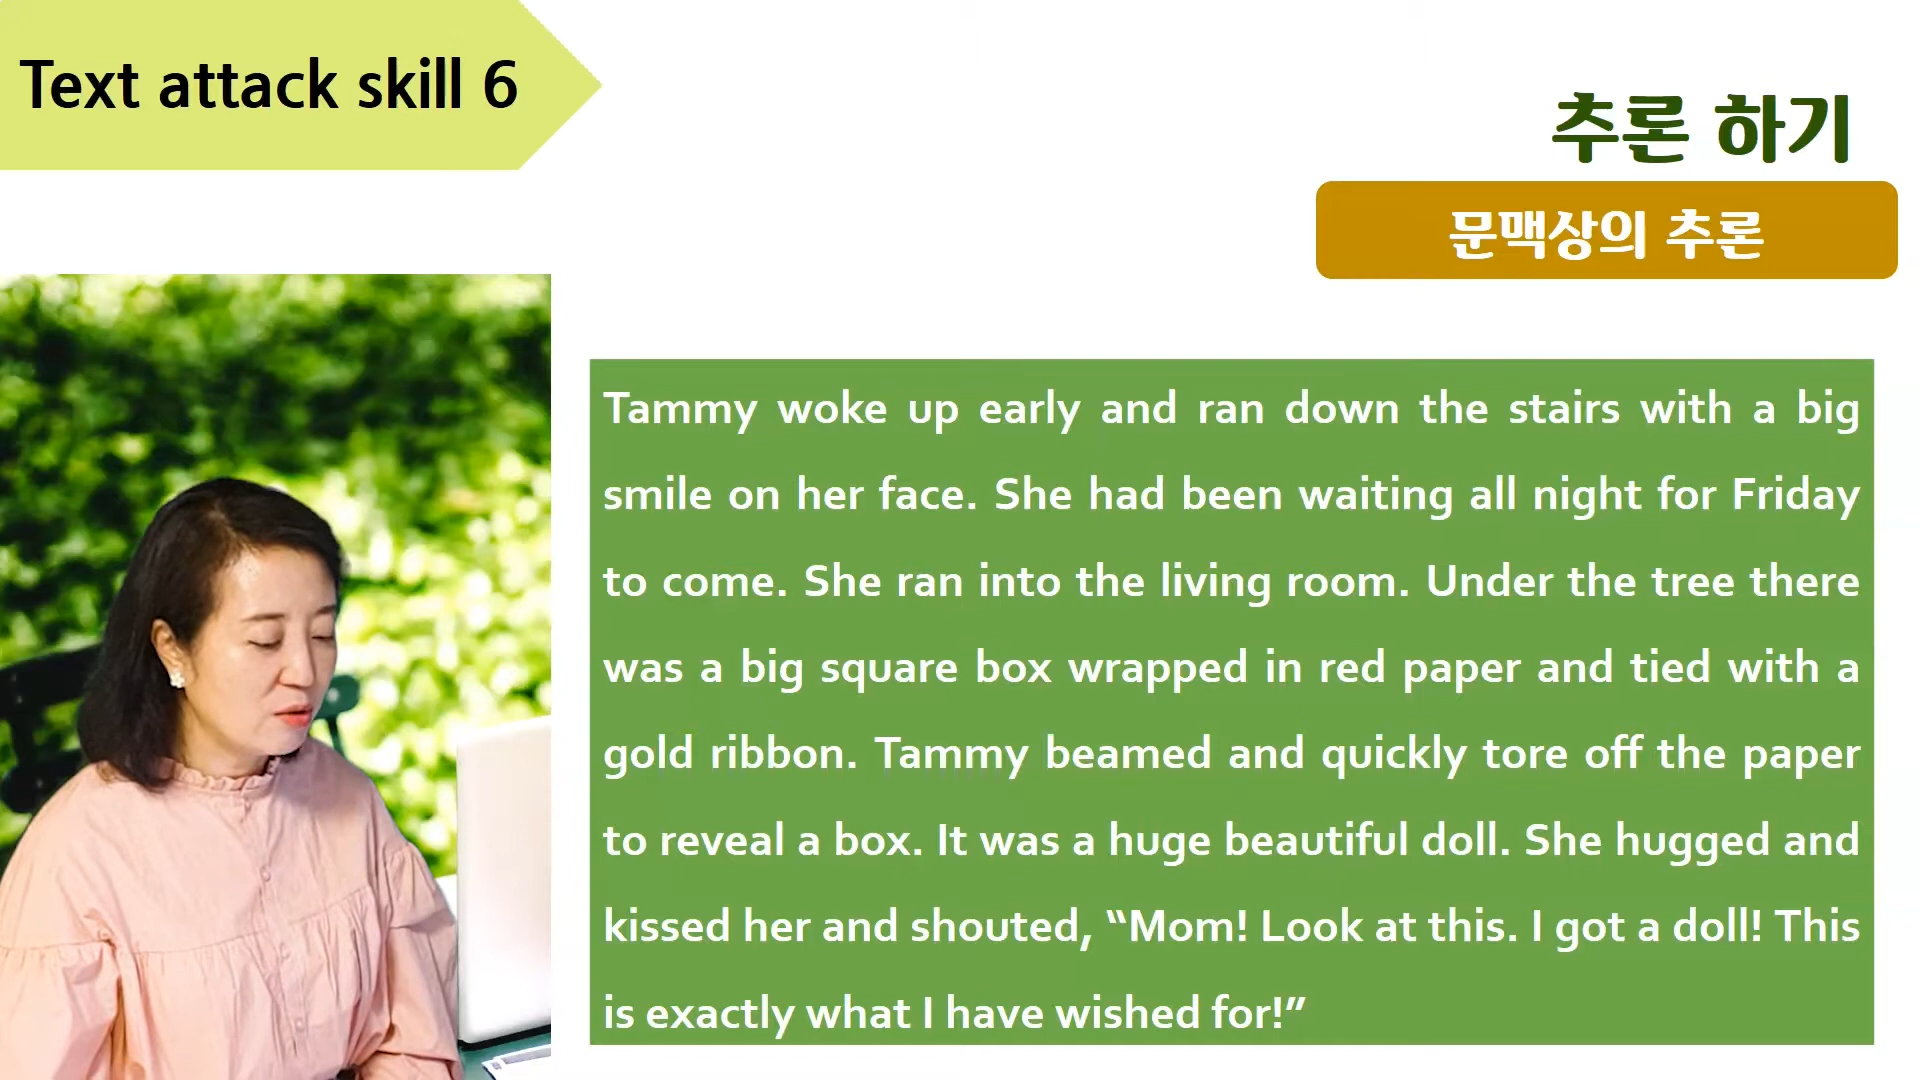 Text attack skill 6
추론 하기
문맥상의 추론
Tammy woke up early and ran down the stairs with a big
smile on her face. She had been waiting all night for Friday
to come. She ran into the living room. Under the tree there
was a big square box wrapped in red paper and tied with a
gold ribbon. Tammy beamed and quickly tore off the paper
to reveal a box. It was a huge beautiful doll. She hugged and
kissed her and shouted, “Mom! Look at this. I got a doll! This
is exactly what I have wished for!”